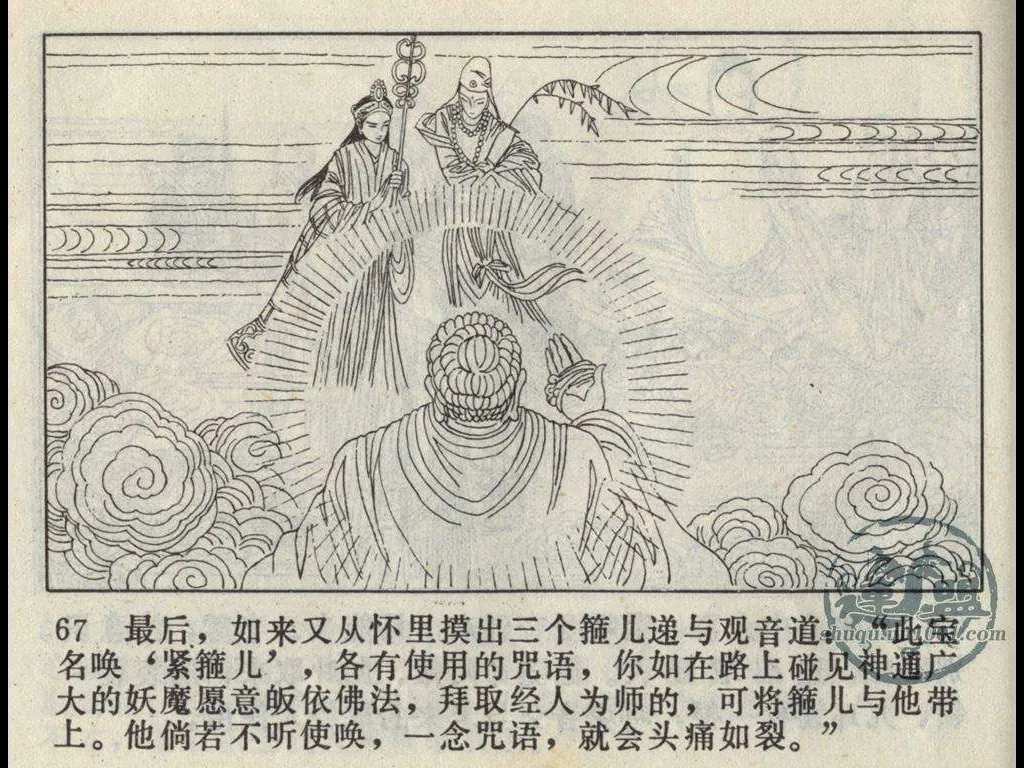 67 最后，如来又从怀里摸出三个箍儿递与观音道：“此宝
名唤‘紧箍儿’，各有使用的咒语，你如在路上碰见神通广
大的妖魔愿意皈依佛法，拜取经人为师的，可将箍儿与他带
上。他倘若不听使唤，一念咒语，就会头痛如裂。”